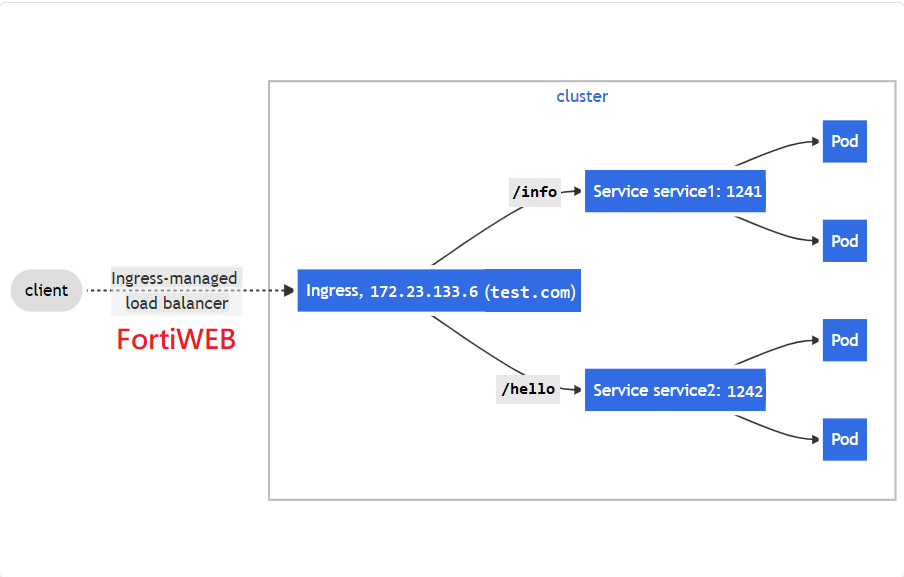 cluster
Pod
/info
Service service1: 1241
Pod
client
Ingress-managed
load balancer
FortiWEB
Ingress, 172.23.133.6 (test.com)
Pod
/hello
Service service2: 1242
Pod